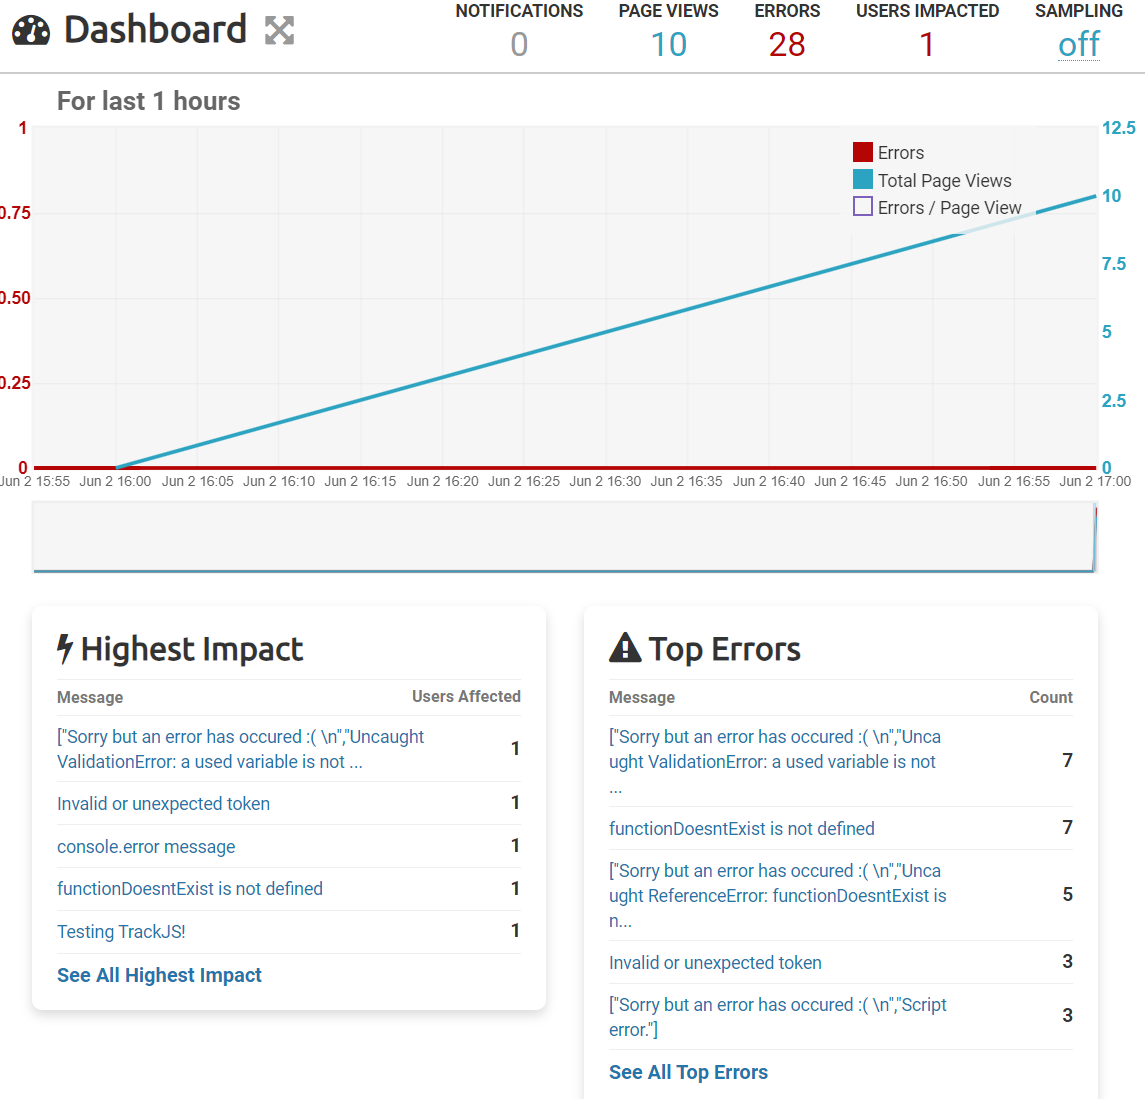 Dashboard
NOTIFICATIONS PAGE VIEWS ERRORS USERS IMPACTED SAMPLING
0 10 28 1 off
For last 1 hours
1 12.5
Errors
Total Page Views
10
Errors / Page View
0.75
7.5
0.50
5
0.25
2.5
0 0
Jun 2 15:55 Jun 2 16:00 Jun 2 16:05 Jun 2 16:10 Jun 2 16:15 Jun 2 16:20 Jun 2 16:25 Jun 2 16:30 Jun 2 16:35 Jun 2 16:40 Jun 2 16:45 Jun 2 16:50 Jun 2 16:55 Jun 2 17:00
Highest Impact
Message Users Affected
["Sorry but an error has occured :( \n","Uncaught
ValidationError: a used variable is not ...
1
Invalid or unexpected token 1
console.error message 1
functionDoesntExist is not defined 1
Testing TrackJS! 1
See All Highest Impact
Top Errors
Message Count
["Sorry but an error has occured :( \n","Unca
ught ValidationError: a used variable is not
...
7
functionDoesntExist is not defined 7
["Sorry but an error has occured :( \n","Unca
ught ReferenceError: functionDoesntExist is
n...
5
Invalid or unexpected token 3
["Sorry but an error has occured :( \n","Script
error."]
3
See All Top Errors